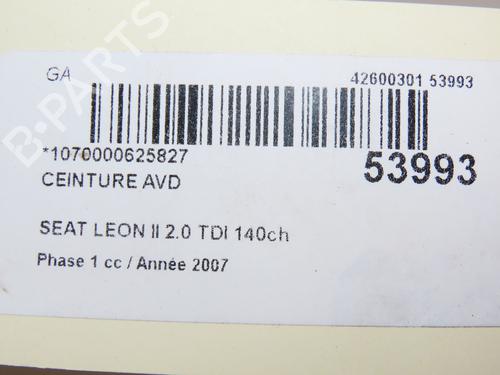 GA
42600301 53993
*1070000625827
53993
CEINTURE AVD
SEAT LEON II 2.0 TDI 140ch
Phase 1 cc / Année 2007
B-PARTS